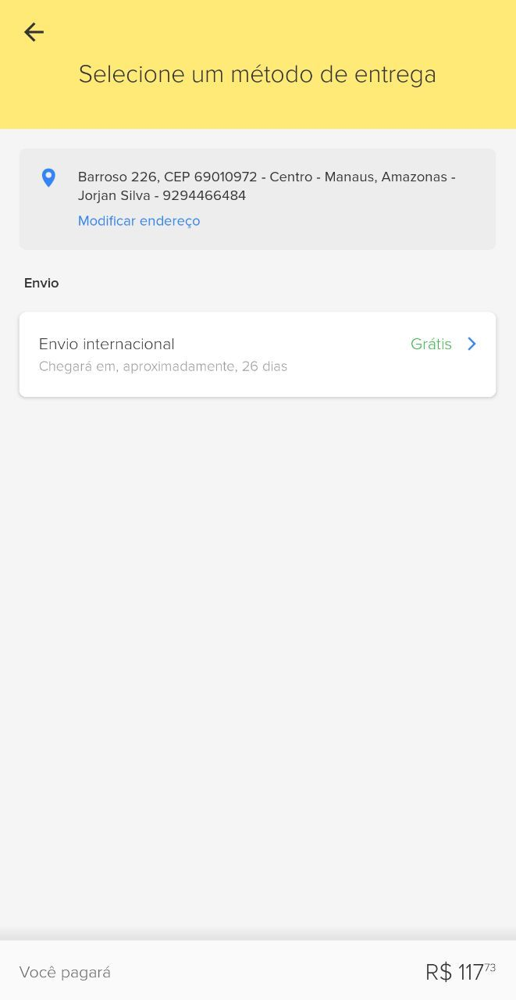 Selecione um método de entrega
Barroso 226, CEP 69010972 - Centro - Manaus, Amazonas -
Jorjan Silva - 9294466484
Modificar endereço
Envio
Envio internacional Grátis
Chegará em, aproximadamente, 26 dias
Você pagará R$ 117⁷³